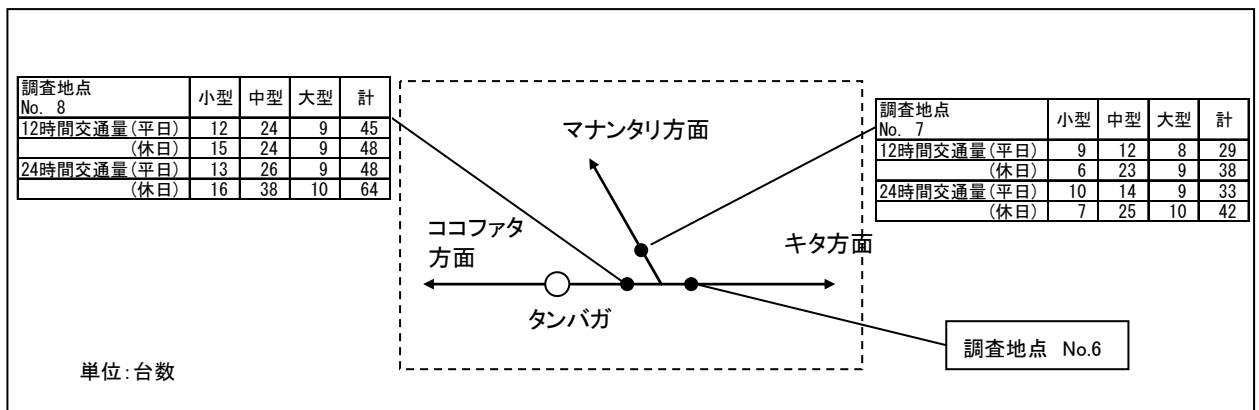 調査地点
No. 8 小型 中型 大型 計
12時間交通量(平日) 12 24 9 45
(休日) 15 24 9 48
24時間交通量(平日) 13 26 9 48
(休日) 16 38 10 64
調査地点
No. 7 小型 中型 大型 計
12時間交通量(平日) 9 12 8 29
(休日) 6 23 9 38
24時間交通量(平日) 10 14 9 33
(休日) 7 25 10 42
マナンタリ方面
ココファタ
方面
キタ方面
タンバガ
調査地点 No.6
単位:台数